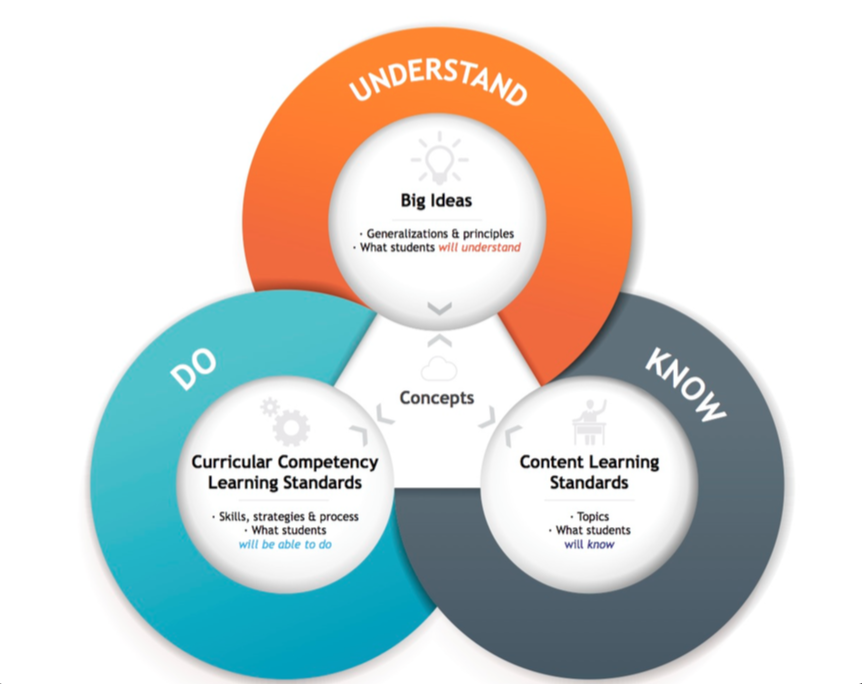 UNDERSTAND
Big Ideas
· Generalizations & principles
· What students will understand
DO
KNOW
Concepts
Curricular Competency
Learning Standards
· Skills, strategies & process
· What students
will be able to do
Content Learning
Standards
· Topics
· What students
will know